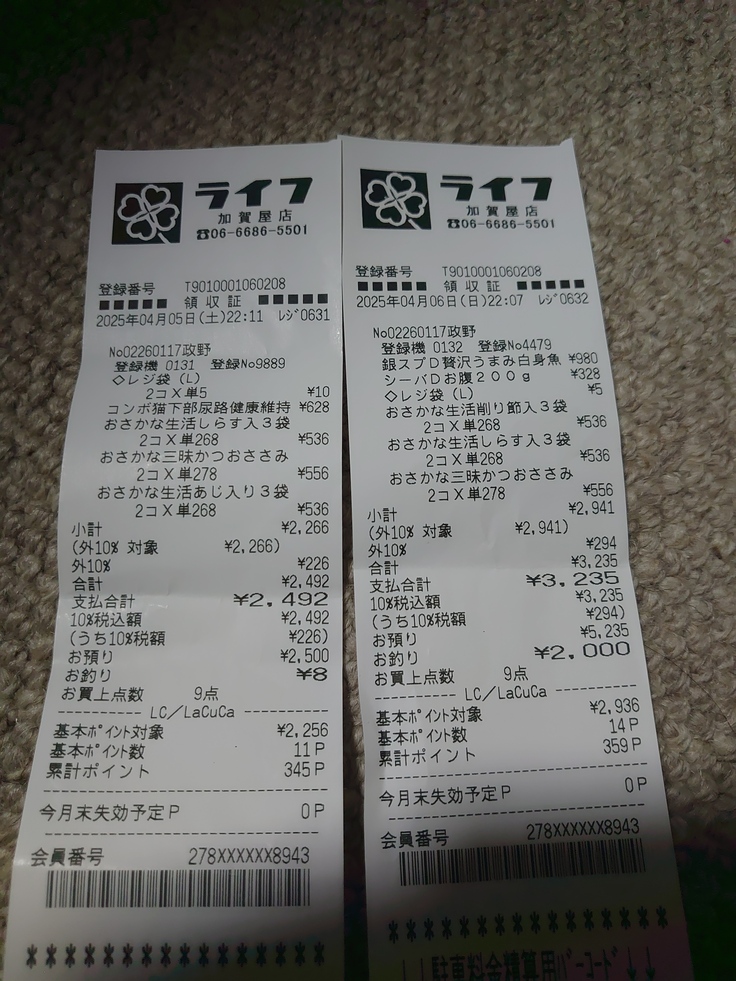 ライフ
加賀屋店
☎06-6686-5501
登録番号 T9010001060208
■■■■■ 領収証 ■■■■■
2025年04月05日(土)22:11 ﾚｼﾞ0631
No02260117政野
登録機 0131 登録No9889
◇レジ袋（L）
2コX単5 ¥10
コンボ猫下部尿路健康維持 ¥628
おさかな生活しらす入３袋
2コX単268 ¥536
おさかな三昧かつおささみ
2コX単278 ¥556
おさかな生活あじ入り３袋
2コX単268 ¥536
小計 ¥2,266
(外10% 対象 ¥2,266)
外10% ¥226
合計 ¥2,492
支払合計 ¥2,492
10%税込額 ¥2,492
(うち10%税額 ¥226)
お預り ¥2,500
お釣り ¥8
お買上点数 9点
---------- LC／LaCuCa ----------
基本ﾎﾟｲﾝﾄ対象 ¥2,256
基本ﾎﾟｲﾝﾄ数 11P
累計ポイント 345P
今月末失効予定P 0P
会員番号 278XXXXXX8943
ライフ
加賀屋店
☎06-6686-5501
登録番号 T9010001060208
■■■■■ 領収証 ■■■■■
2025年04月06日(日)22:07 ﾚｼﾞ0632
No02260117政野
登録機 0132 登録No4479
銀スプD贅沢うまみ白身魚 ¥980
シーバDお腹２００ｇ ¥328
◇レジ袋（L） ¥5
おさかな生活削り節入３袋
2コX単268 ¥536
おさかな生活しらす入３袋
2コX単268 ¥536
おさかな三昧かつおささみ
2コX単278 ¥556
小計 ¥2,941
(外10% 対象 ¥2,941)
外10% ¥294
合計 ¥3,235
支払合計 ¥3,235
10%税込額 ¥3,235
(うち10%税額 ¥294)
お預り ¥5,235
お釣り ¥2,000
お買上点数 9点
---------- LC／LaCuCa ----------
基本ﾎﾟｲﾝﾄ対象 ¥2,936
基本ﾎﾟｲﾝﾄ数 14P
累計ポイント 359P
今月末失効予定P 0P
会員番号 278XXXXXX8943
↓↓駐車料金精算用ﾊﾞｰｺｰﾄﾞ↓↓